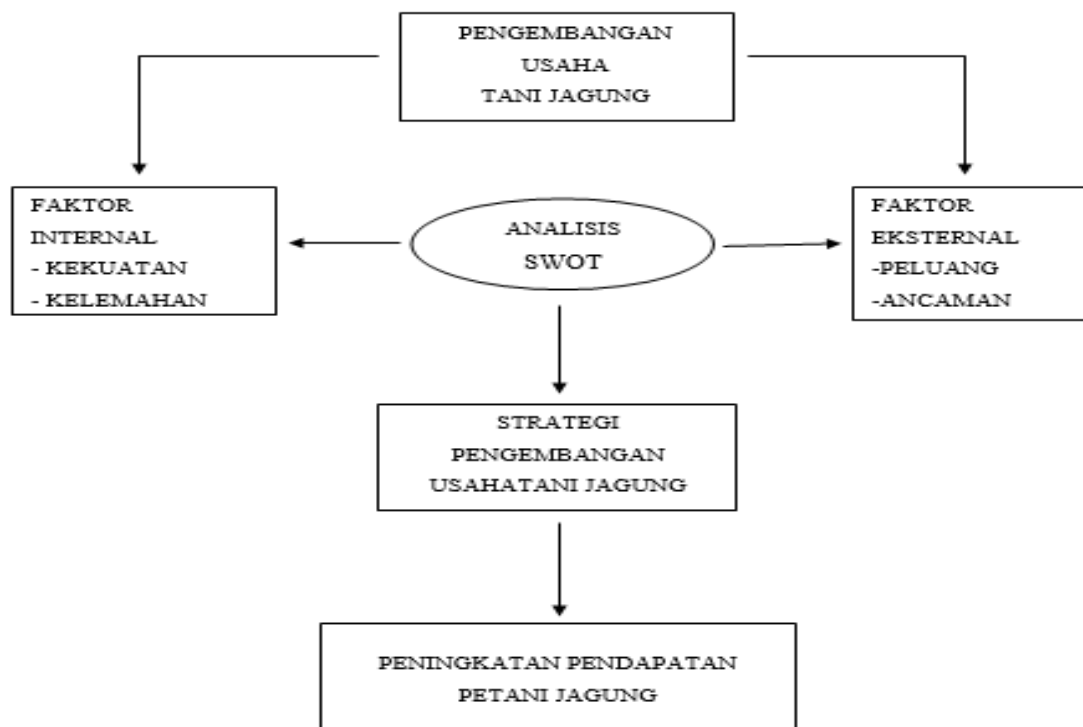 PENGEMBANGAN
USAHA
TANI JAGUNG
FAKTOR
INTERNAL
- KEKUATAN
- KELEMAHAN
ANALISIS
SWOT
FAKTOR
EKSTERNAL
-PELUANG
-ANCAMAN
STRATEGI
PENGEMBANGAN
USAHATANI JAGUNG
PENINGKATAN PENDAPATAN
PETANI JAGUNG